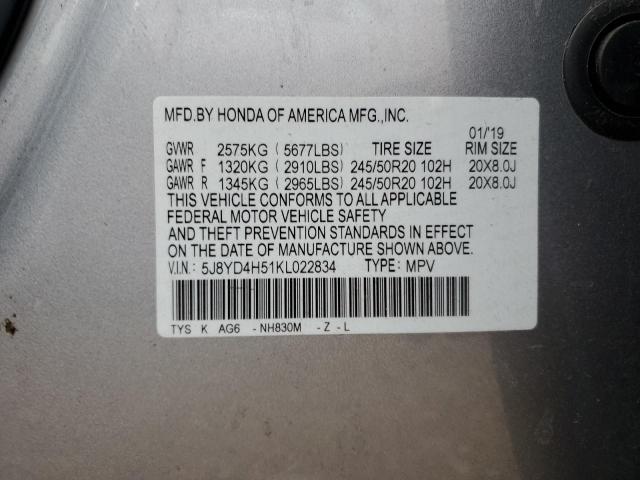 MFD.BY HONDA OF AMERICA MFG.,INC.
01/'19
GVWR 2575KG ( 5677LBS) TIRE SIZE RIM SIZE
GAWR F 1320KG ( 2910LBS) 245/50R20 102H 20X8.0J
GAWR R 1345KG ( 2965LBS) 245/50R20 102H 20X8.0J
THIS VEHICLE CONFORMS TO ALL APPLICABLE
FEDERAL MOTOR VEHICLE SAFETY
AND THEFT PREVENTION STANDARDS IN EFFECT
ON THE DATE OF MANUFACTURE SHOWN ABOVE.
V.I.N: 5J8YD4H51KL022834 TYPE: MPV
TYS K AG6 - NH830M - Z - L